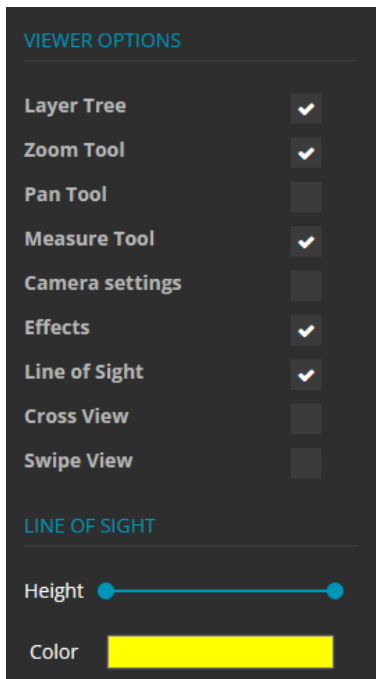 VIEWER OPTIONS
Layer Tree
Zoom Tool
Pan Tool
Measure Tool
Camera settings
Effects
Line of Sight
Cross View
Swipe View
LINE OF SIGHT
Height
Color